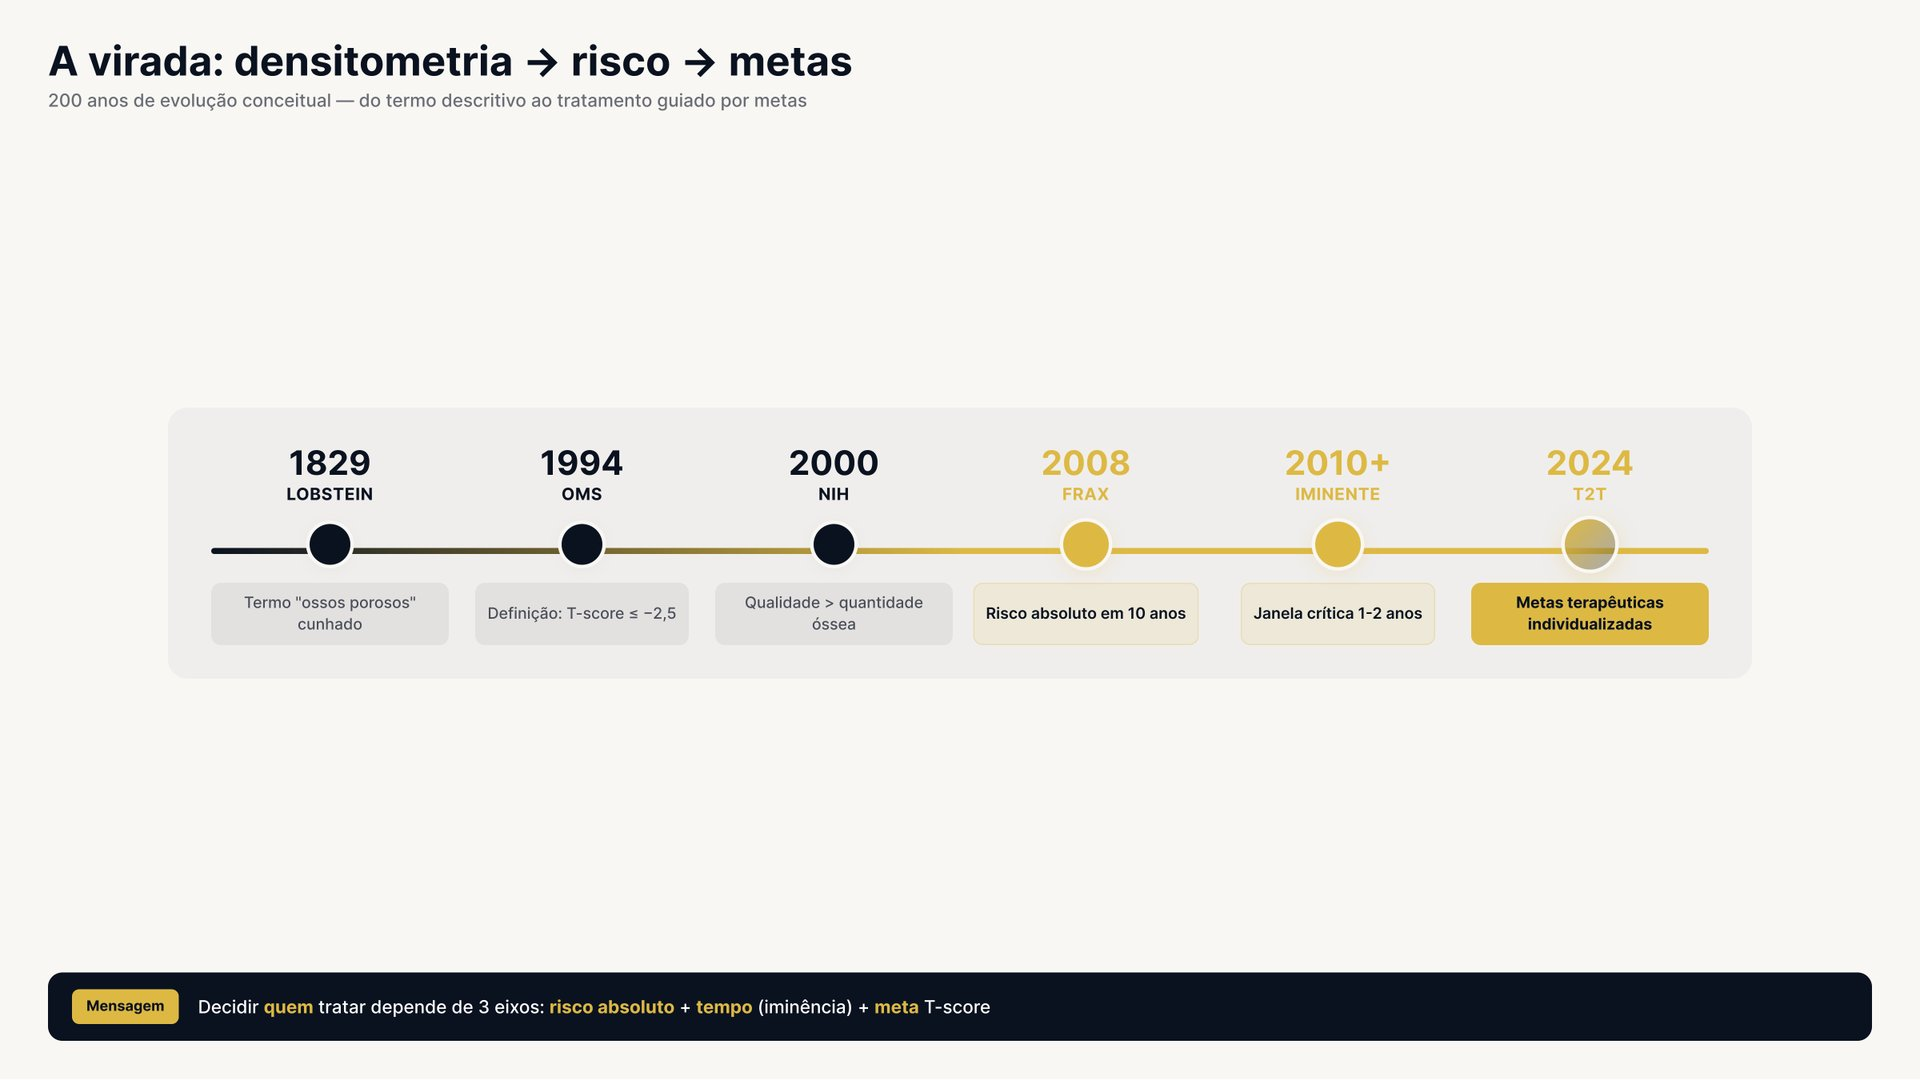 A virada: densitometria → risco → metas
200 anos de evolução conceitual — do termo descritivo ao tratamento guiado por metas
1829
LOBSTEIN
Termo "ossos porosos"
cunhado
1994
OMS
Definição: T-score ≤ −2,5
2000
NIH
Qualidade > quantidade
óssea
2008
FRAX
Risco absoluto em 10 anos
2010+
IMINENTE
Janela crítica 1-2 anos
2024
T2T
Metas terapêuticas
individualizadas
Mensagem
Decidir quem tratar depende de 3 eixos: risco absoluto + tempo (iminência) + meta T-score